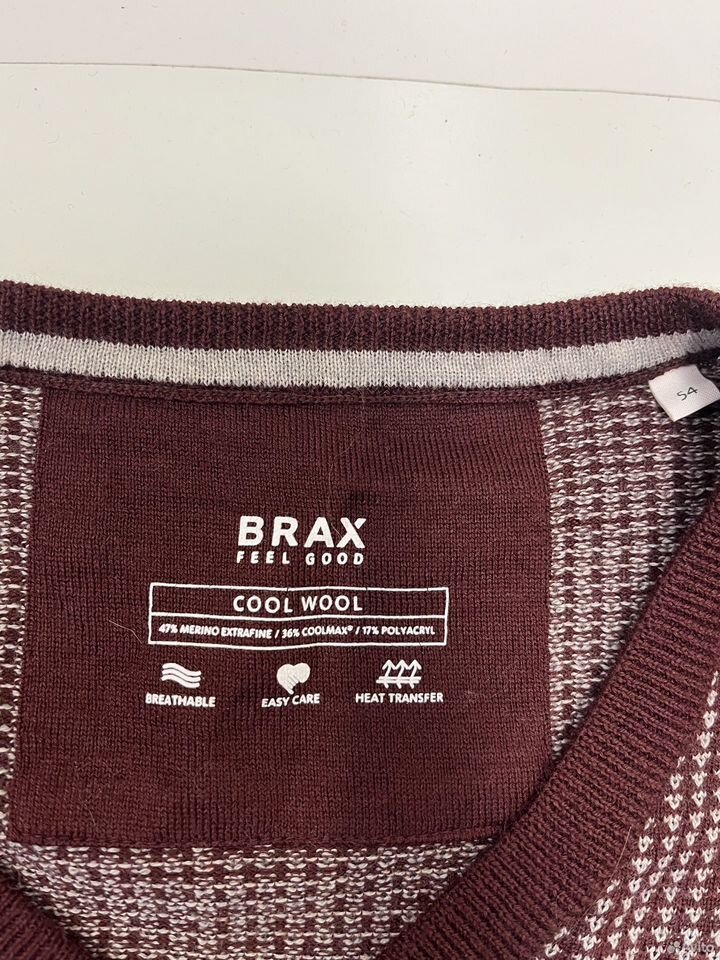 54
BRAX
FEEL GOOD
COOL WOOL
47% MERINO EXTRAFINE / 36% COOLMAX® / 17% POLYACRYL
BREATHABLE
EASY CARE
HEAT TRANSFER